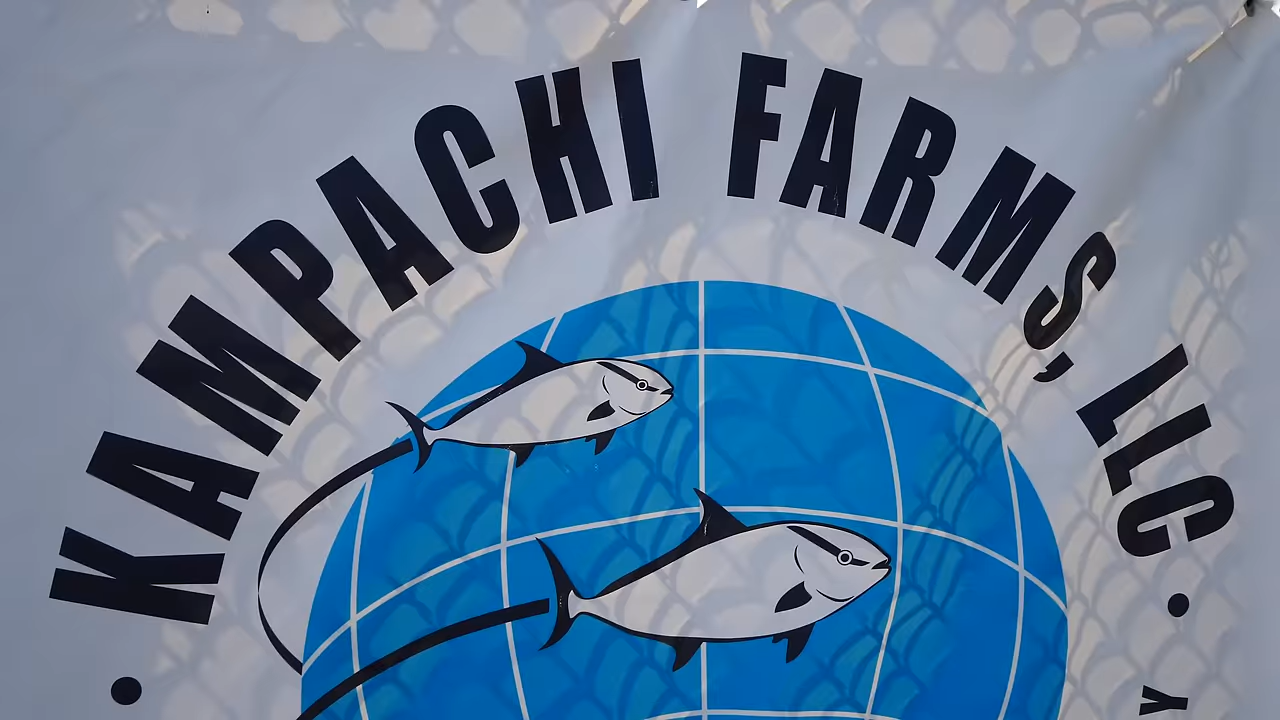 • KAMPACHI FARMS, LLC •
Y